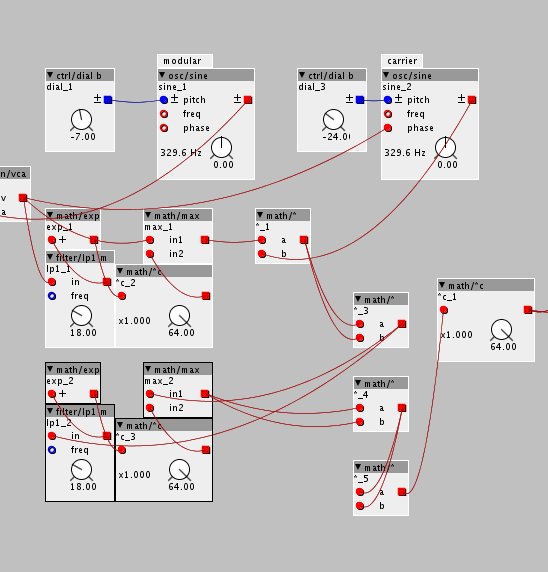 modular
carrier
ctrl/dial b
dial_1
±
-7.00
osc/sine
sine_1
± pitch ±
freq
phase
329.6 Hz
0.00
ctrl/dial b
dial_3
±
-24.0
osc/sine
sine_2
± pitch ±
freq
phase
329.6 Hz
0.00
n/vca
v
a
math/exp
exp_1
+
filter/lp1 m
lp1_1
in
freq
18.00
math/max
max_1
in1
in2
math/*c
*c_2
x1.000
64.00
math/*
*_1
a
b
math/*
*_3
a
b
math/*c
*c_1
x1.000
64.00
math/exp
exp_2
+
filter/lp1 m
lp1_2
in
freq
18.00
math/max
max_2
in1
in2
math/*c
*c_3
x1.000
64.00
math/*
*_4
a
b
math/*
*_5
a
b